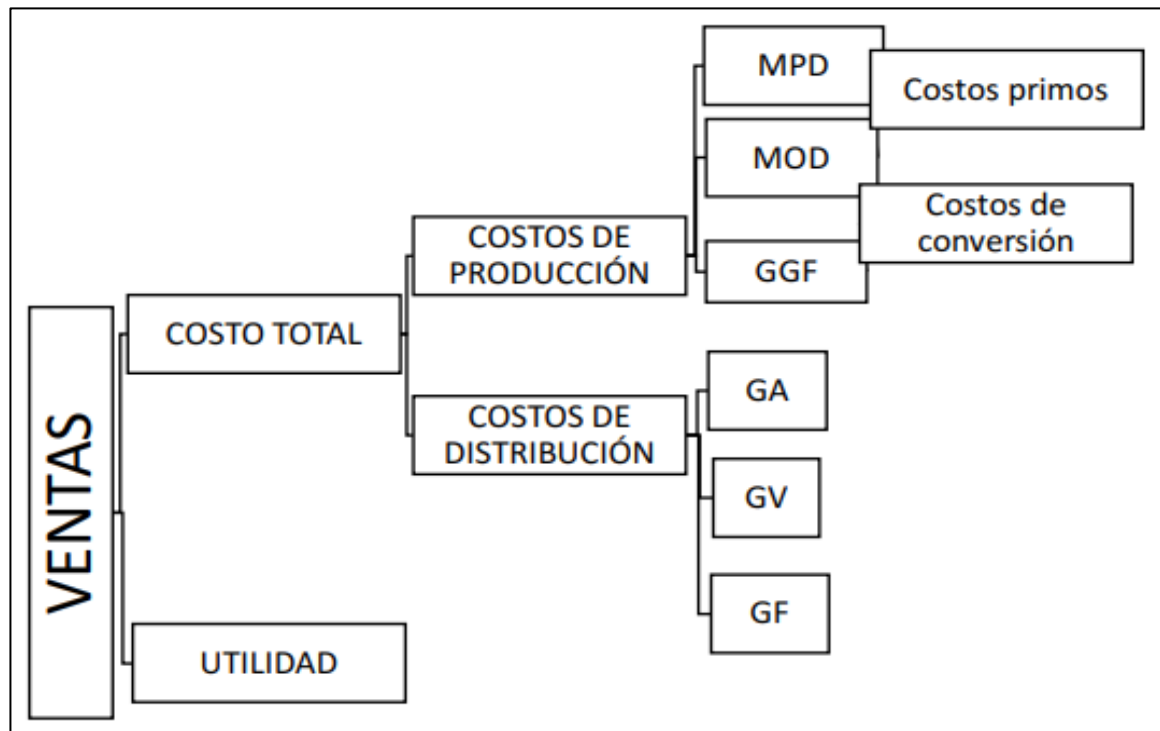 MPD
Costos primos
MOD
Costos de
conversión
COSTOS DE
PRODUCCIÓN
GGF
VENTAS
COSTO TOTAL
GA
COSTOS DE
DISTRIBUCIÓN
GV
GF
UTILIDAD